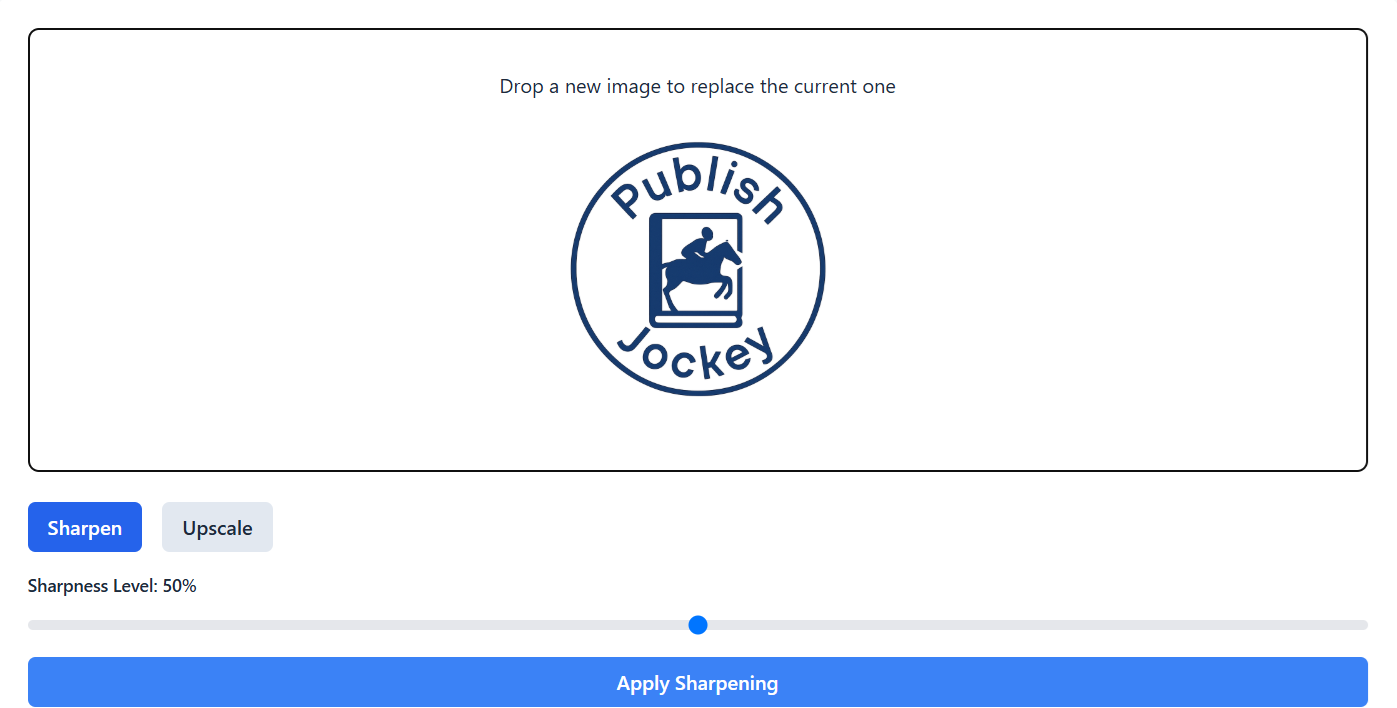 Drop a new image to replace the current one
Publish
Jockey
Sharpen
Upscale
Sharpness Level: 50%
Apply Sharpening